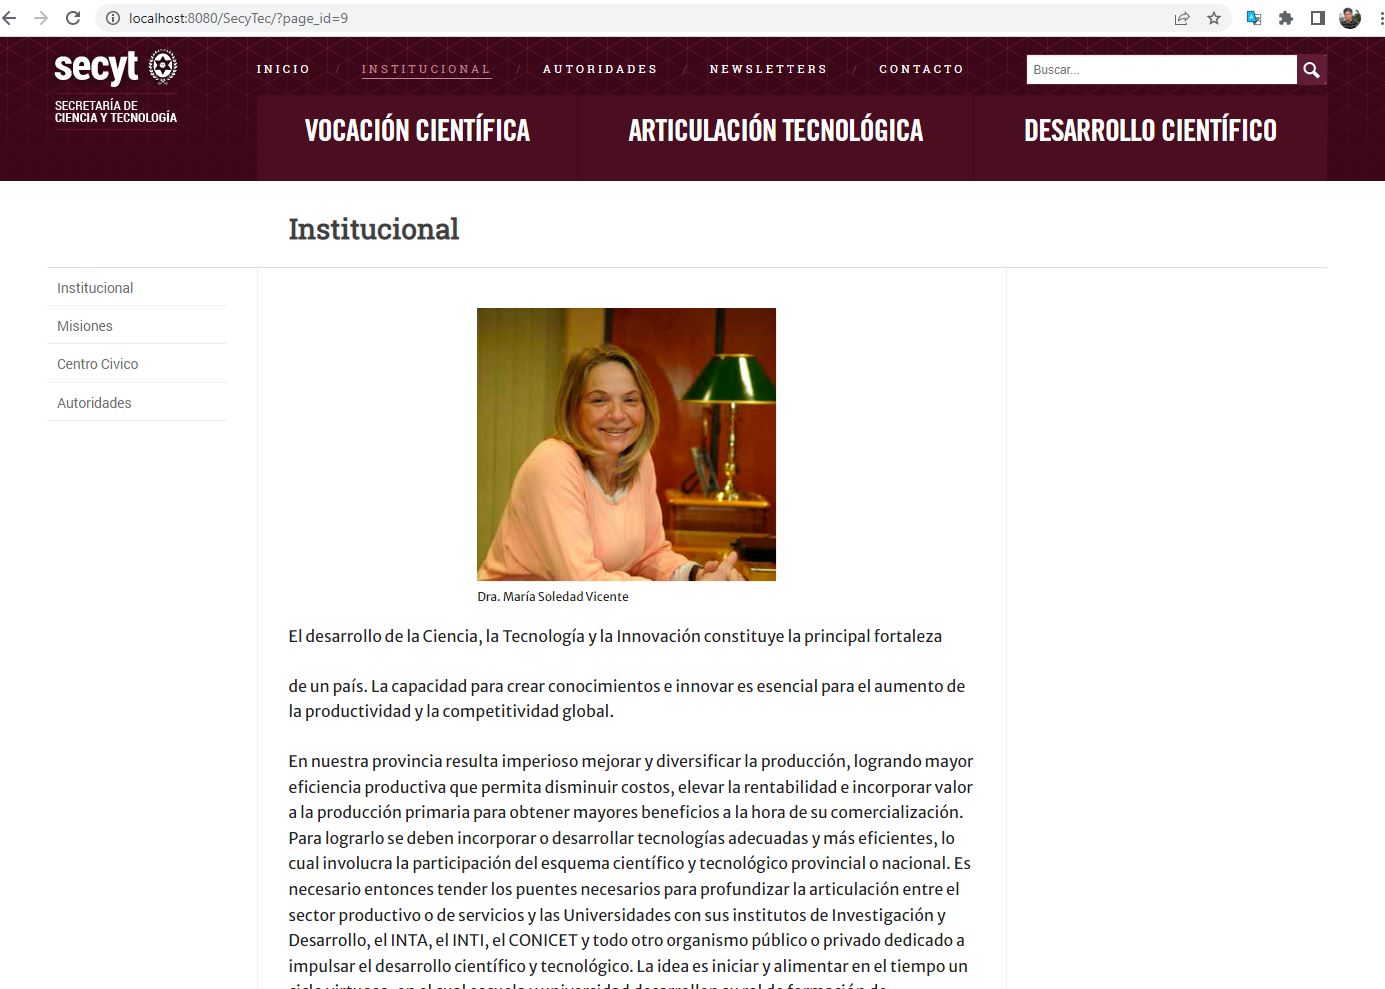 localhost:8080/SecyTec/?page_id=9
secyt
SECRETARÍA DE
CIENCIA Y TECNOLOGÍA
INICIO / INSTITUCIONAL / AUTORIDADES / NEWSLETTERS CONTACTO
Buscar...
VOCACIÓN CIENTÍFICA
ARTICULACIÓN TECNOLÓGICA
DESARROLLO CIENTÍFICO
Institucional
Institucional
Misiones
Centro Civico
Autoridades
Dra. María Soledad Vicente
El desarrollo de la Ciencia, la Tecnología y la Innovación constituye la principal fortaleza
de un país. La capacidad para crear conocimientos e innovar es esencial para el aumento de
la productividad y la competitividad global.
En nuestra provincia resulta imperioso mejorar y diversificar la producción, logrando mayor
eficiencia productiva que permita disminuir costos, elevar la rentabilidad e incorporar valor
a la producción primaria para obtener mayores beneficios a la hora de su comercialización.
Para lograrlo se deben incorporar o desarrollar tecnologías adecuadas y más eficientes, lo
cual involucra la participación del esquema científico y tecnológico provincial o nacional. Es
necesario entonces tender los puentes necesarios para profundizar la articulación entre el
sector productivo o de servicios y las Universidades con sus institutos de Investigación y
Desarrollo, el INTA, el INTI, el CONICET y todo otro organismo público o privado dedicado a
impulsar el desarrollo científico y tecnológico. La idea es iniciar y alimentar en el tiempo un